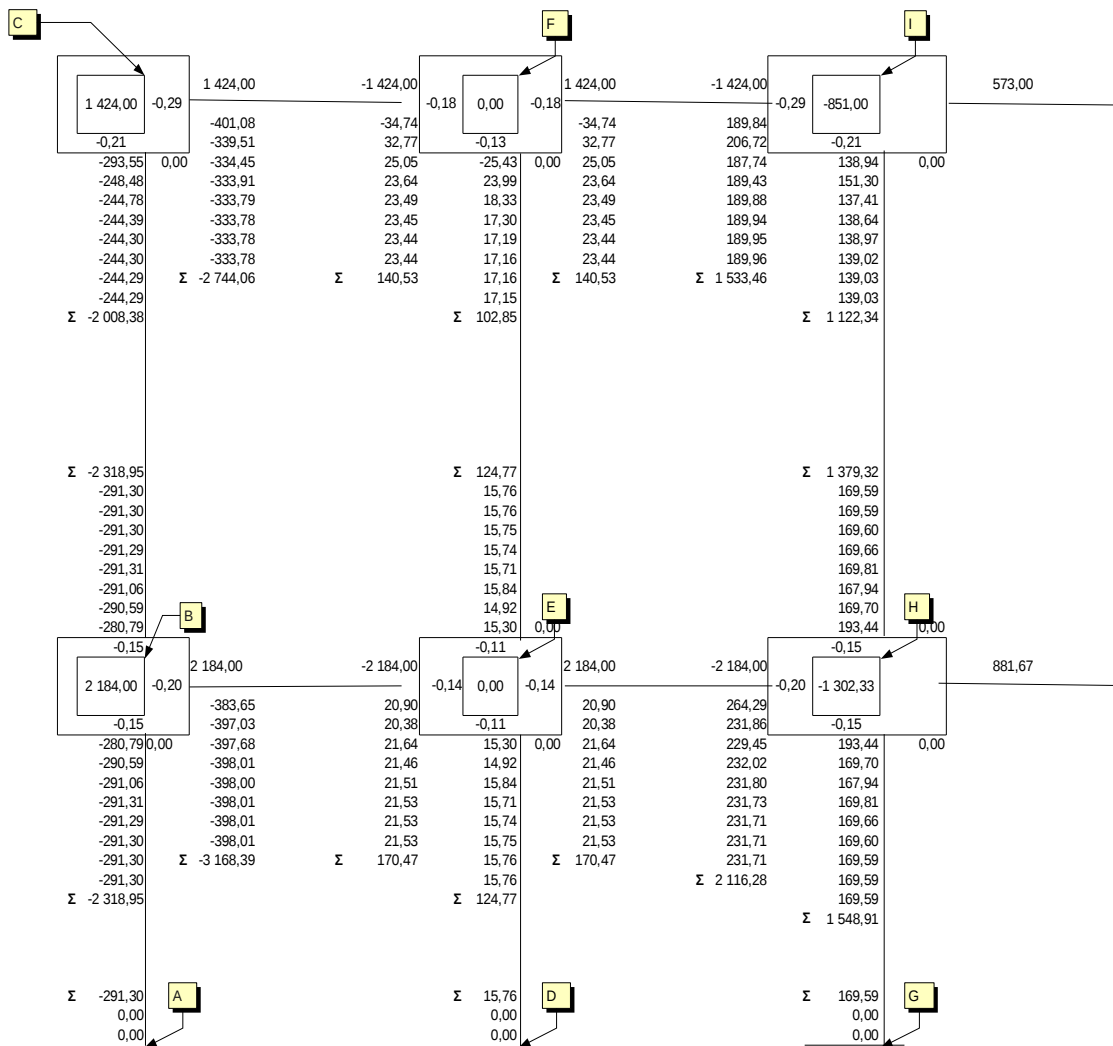 C F I
1 424,00 -1 424,00 1 424,00 -1 424,00 573,00
1 424,00 -0,29 -0,18 0,00 -0,18 -0,29 -851,00
-401,08 -34,74 -34,74 189,84
-0,21 -339,51 32,77 -0,13 32,77 206,72 -0,21
-293,55 0,00 -334,45 25,05 -25,43 0,00 25,05 187,74 138,94 0,00
-248,48 -333,91 23,64 23,99 23,64 189,43 151,30
-244,78 -333,79 23,49 18,33 23,49 189,88 137,41
-244,39 -333,78 23,45 17,30 23,45 189,94 138,64
-244,30 -333,78 23,44 17,19 23,44 189,95 138,97
-244,30 -333,78 23,44 17,16 23,44 189,96 139,02
-244,29 Σ -2 744,06 Σ 140,53 17,16 Σ 140,53 Σ 1 533,46 139,03
-244,29 17,15 139,03
Σ -2 008,38 Σ 102,85 Σ 1 122,34
Σ -2 318,95 Σ 124,77 Σ 1 379,32
-291,30 15,76 169,59
-291,30 15,76 169,59
-291,30 15,75 169,60
-291,29 15,74 169,66
-291,31 15,71 169,81
-291,06 15,84 167,94
-290,59 14,92 169,70
B E H
-280,79 15,30 0,00 193,44 0,00
-0,15 -0,11 -0,15
2 184,00 -2 184,00 2 184,00 -2 184,00 881,67
2 184,00 -0,20 -0,14 0,00 -0,14 -0,20 -1 302,33
-383,65 20,90 20,90 264,29
-0,15 -397,03 20,38 -0,11 20,38 231,86 -0,15
-280,79 0,00 -397,68 21,64 15,30 0,00 21,64 229,45 193,44 0,00
-290,59 -398,01 21,46 14,92 21,46 232,02 169,70
-291,06 -398,00 21,51 15,84 21,51 231,80 167,94
-291,31 -398,01 21,53 15,71 21,53 231,73 169,81
-291,29 -398,01 21,53 15,74 21,53 231,71 169,66
-291,30 -398,01 21,53 15,75 21,53 231,71 169,60
-291,30 Σ -3 168,39 Σ 170,47 15,76 Σ 170,47 231,71 169,59
-291,30 15,76 Σ 2 116,28 169,59
Σ -2 318,95 Σ 124,77 169,59
Σ 1 548,91
Σ -291,30 A Σ 15,76 D Σ 169,59 G
0,00 0,00 0,00
0,00 0,00 0,00